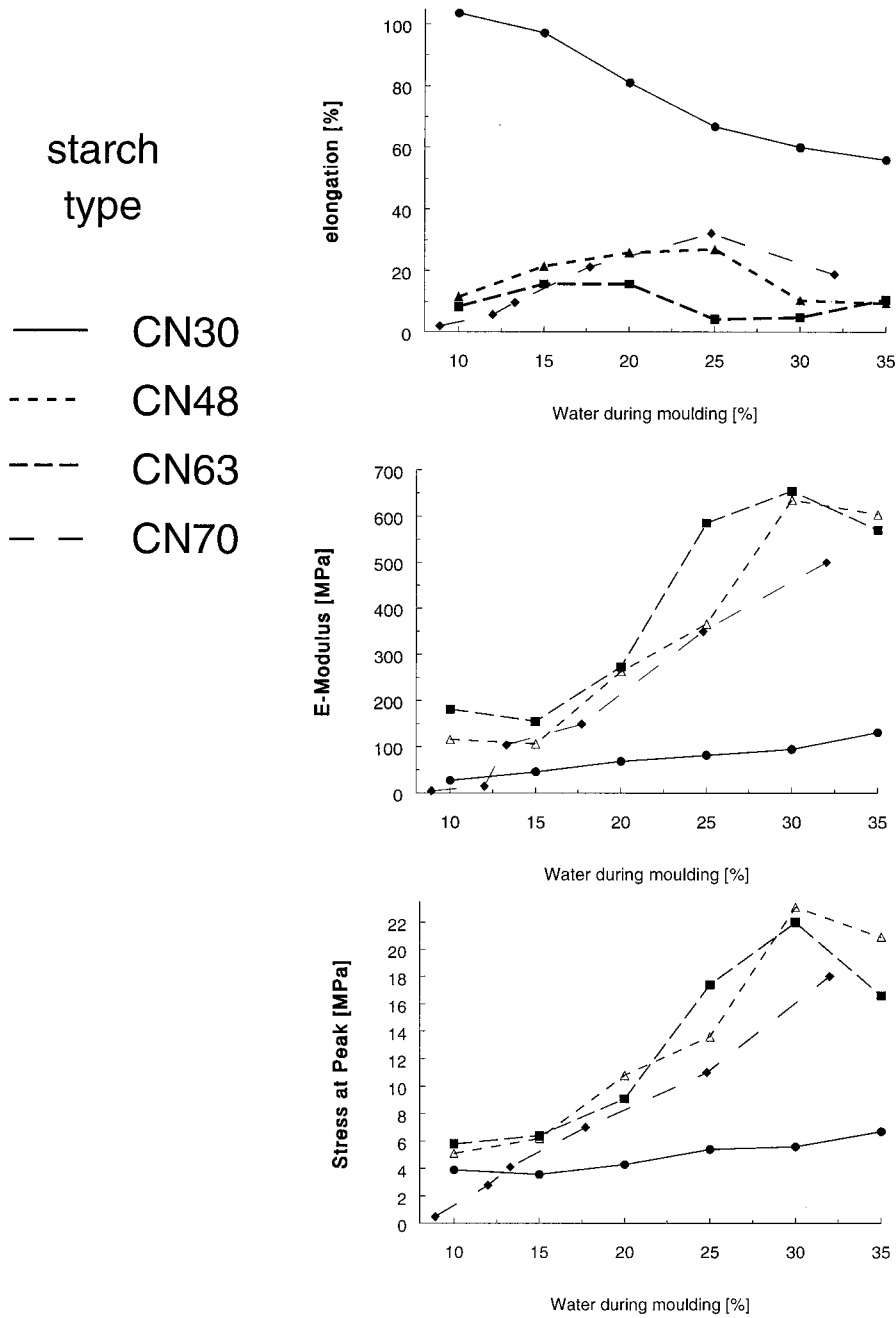 starch
type
CN30
CN48
CN63
CN70
elongation [%]
100
80
60
40
20
0
10 15 20 25 30 35
Water during moulding [%]
E-Modulus [MPa]
700
600
500
400
300
200
100
0
10 15 20 25 30 35
Water during moulding [%]
Stress at Peak [MPa]
22
20
18
16
14
12
10
8
6
4
2
0
10 15 20 25 30 35
Water during moulding [%]